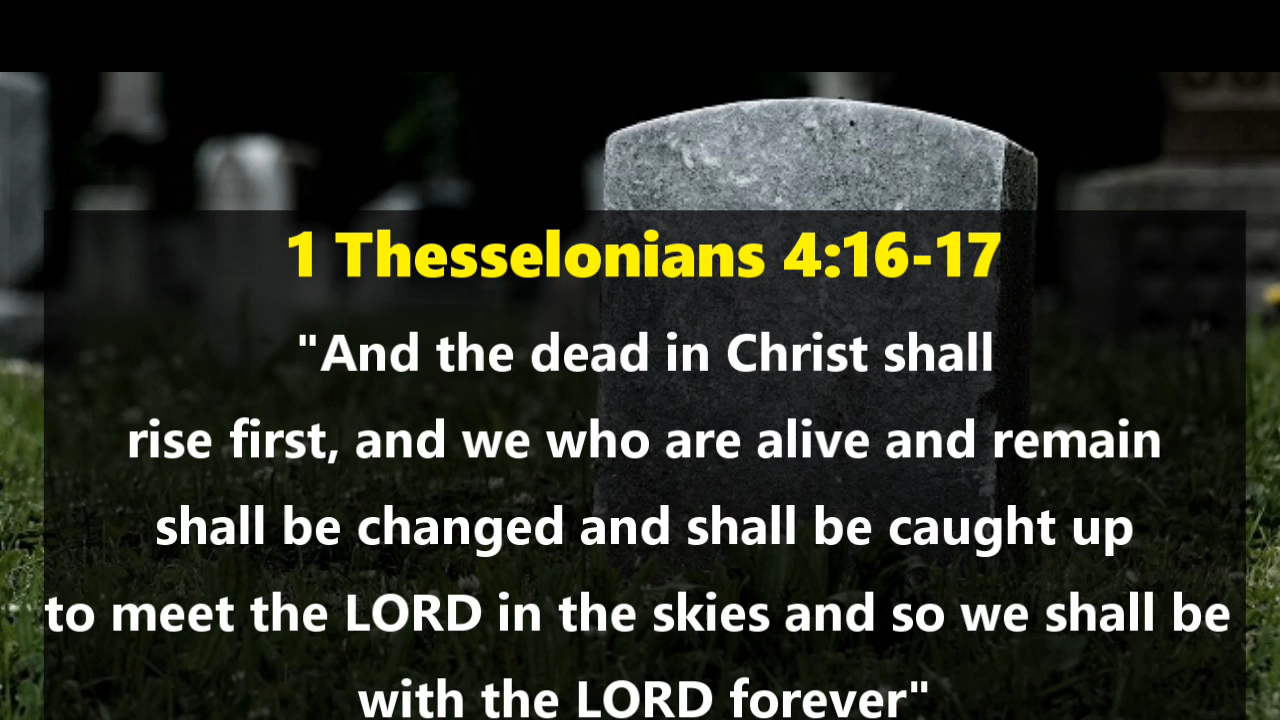 1 Thesselonians 4:16-17
"And the dead in Christ shall
rise first, and we who are alive and remain
shall be changed and shall be caught up
to meet the LORD in the skies and so we shall be
with the LORD forever"